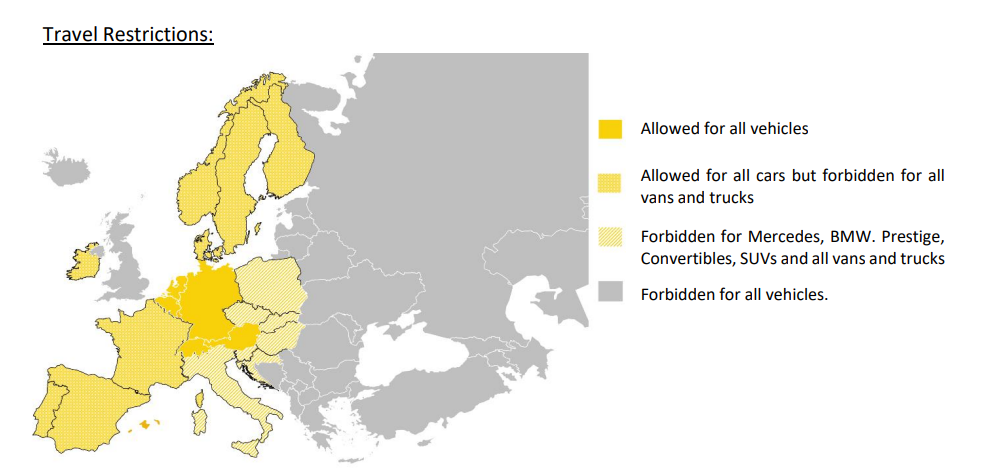 Travel Restrictions:
Allowed for all vehicles
Allowed for all cars but forbidden for all
vans and trucks
Forbidden for Mercedes, BMW. Prestige,
Convertibles, SUVs and all vans and trucks
Forbidden for all vehicles.